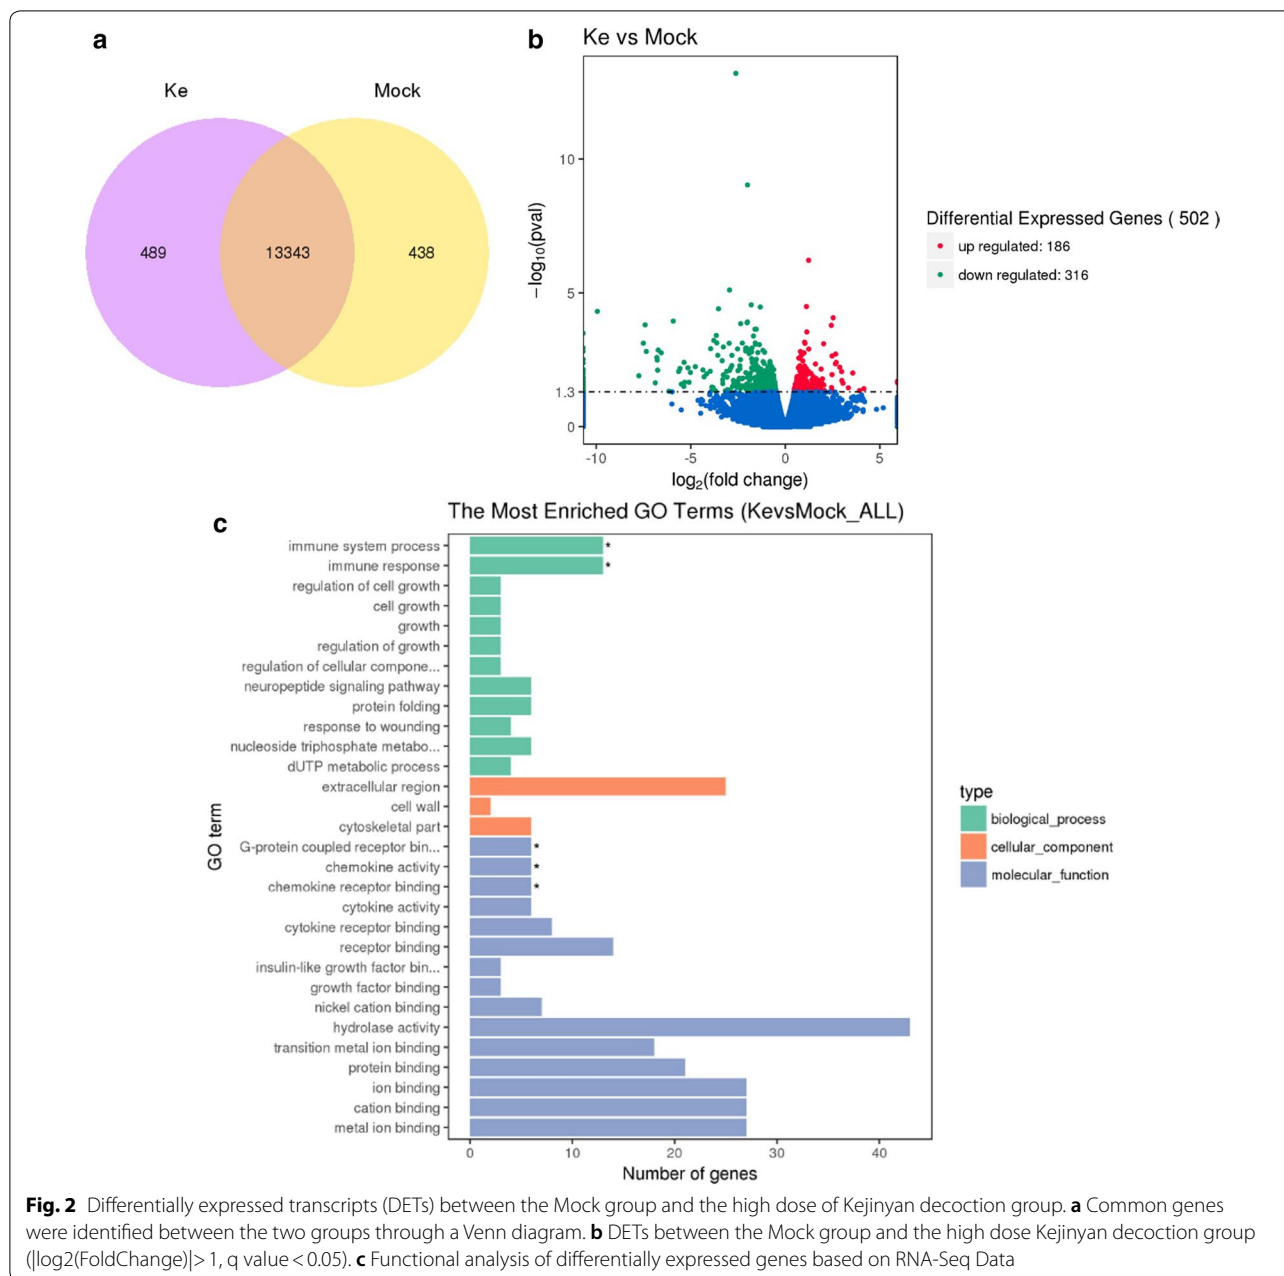 a
Ke
Mock
489
13343
438
b
Ke vs Mock
−log10(pval)
10
5
1.3
0
-10
-5
0
5
log2(fold change)
Differential Expressed Genes ( 502 )
up regulated: 186
down regulated: 316
c
The Most Enriched GO Terms (KevsMock_ALL)
GO term
immune system process
*
immune response
*
regulation of cell growth
cell growth
growth
regulation of growth
regulation of cellular compone...
neuropeptide signaling pathway
protein folding
response to wounding
nucleoside triphosphate metabo...
dUTP metabolic process
extracellular region
cell wall
cytoskeletal part
G-protein coupled receptor bin...
*
chemokine activity
*
chemokine receptor binding
*
cytokine activity
cytokine receptor binding
receptor binding
insulin-like growth factor bin...
growth factor binding
nickel cation binding
hydrolase activity
transition metal ion binding
protein binding
ion binding
cation binding
metal ion binding
0
10
20
30
40
Number of genes
type
biological_process
cellular_component
molecular_function
Fig. 2 Differentially expressed transcripts (DETs) between the Mock group and the high dose of Kejinyan decoction group. a Common genes
were identified between the two groups through a Venn diagram. b DETs between the Mock group and the high dose Kejinyan decoction group
(|log2(FoldChange)|> 1, q value < 0.05). c Functional analysis of differentially expressed genes based on RNA-Seq Data